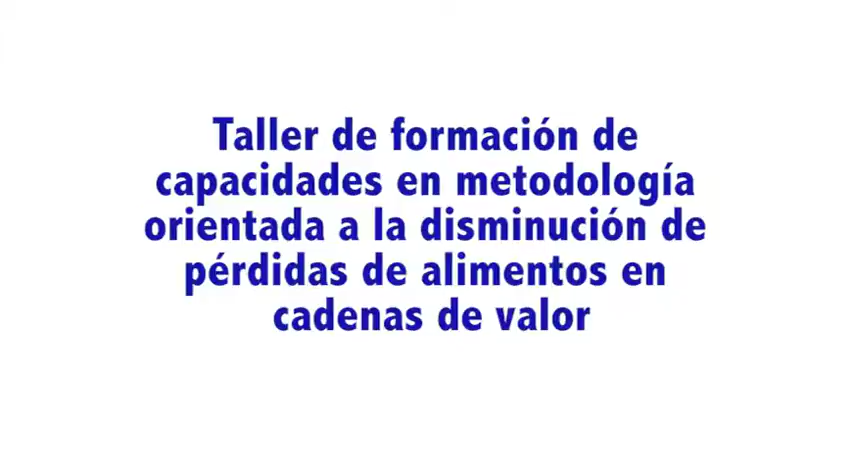 Taller de formación de
capacidades en metodología
orientada a la disminución de
pérdidas de alimentos en
cadenas de valor